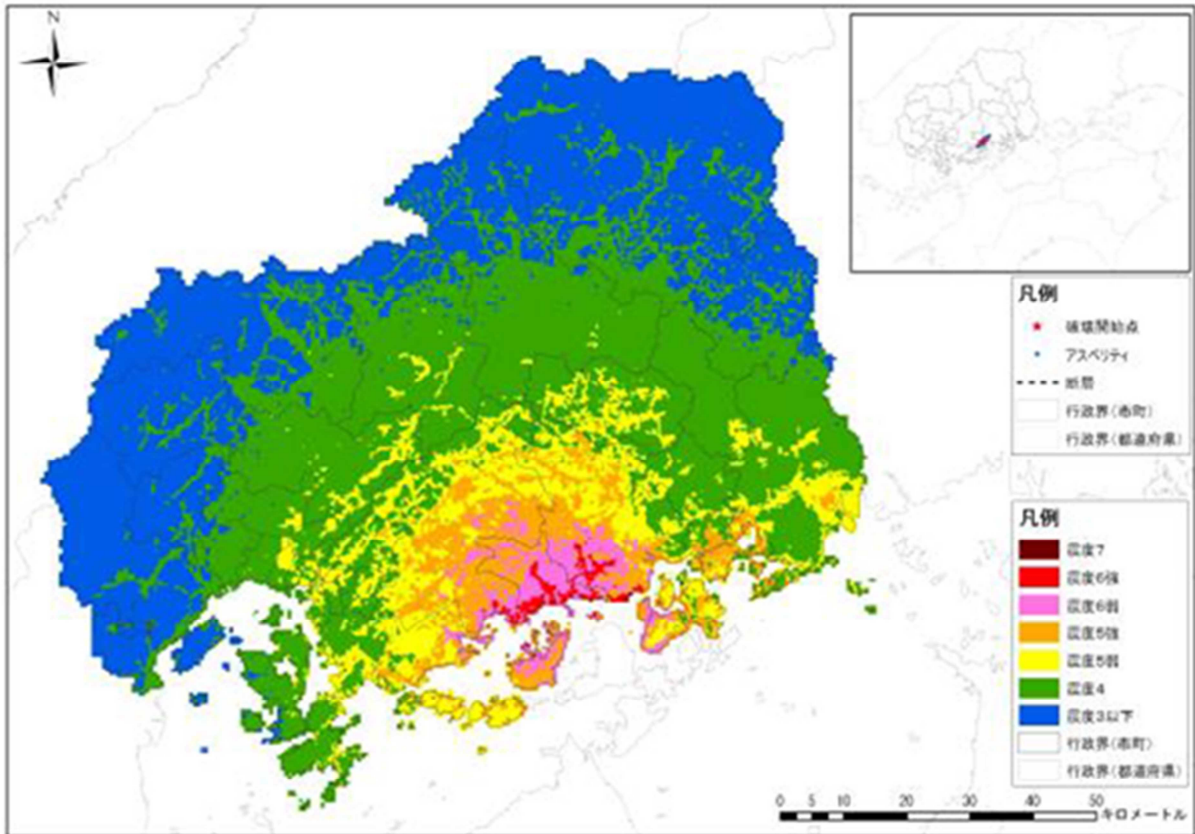 N
凡例
破壊開始点
アスペリティ
断層
行政界(市町)
行政界(都道府県)
凡例
震度7
震度6強
震度6弱
震度5強
震度5弱
震度4
震度3以下
行政界(市町)
行政界(都道府県)
0 5 10 20 30 40 50
キロメートル